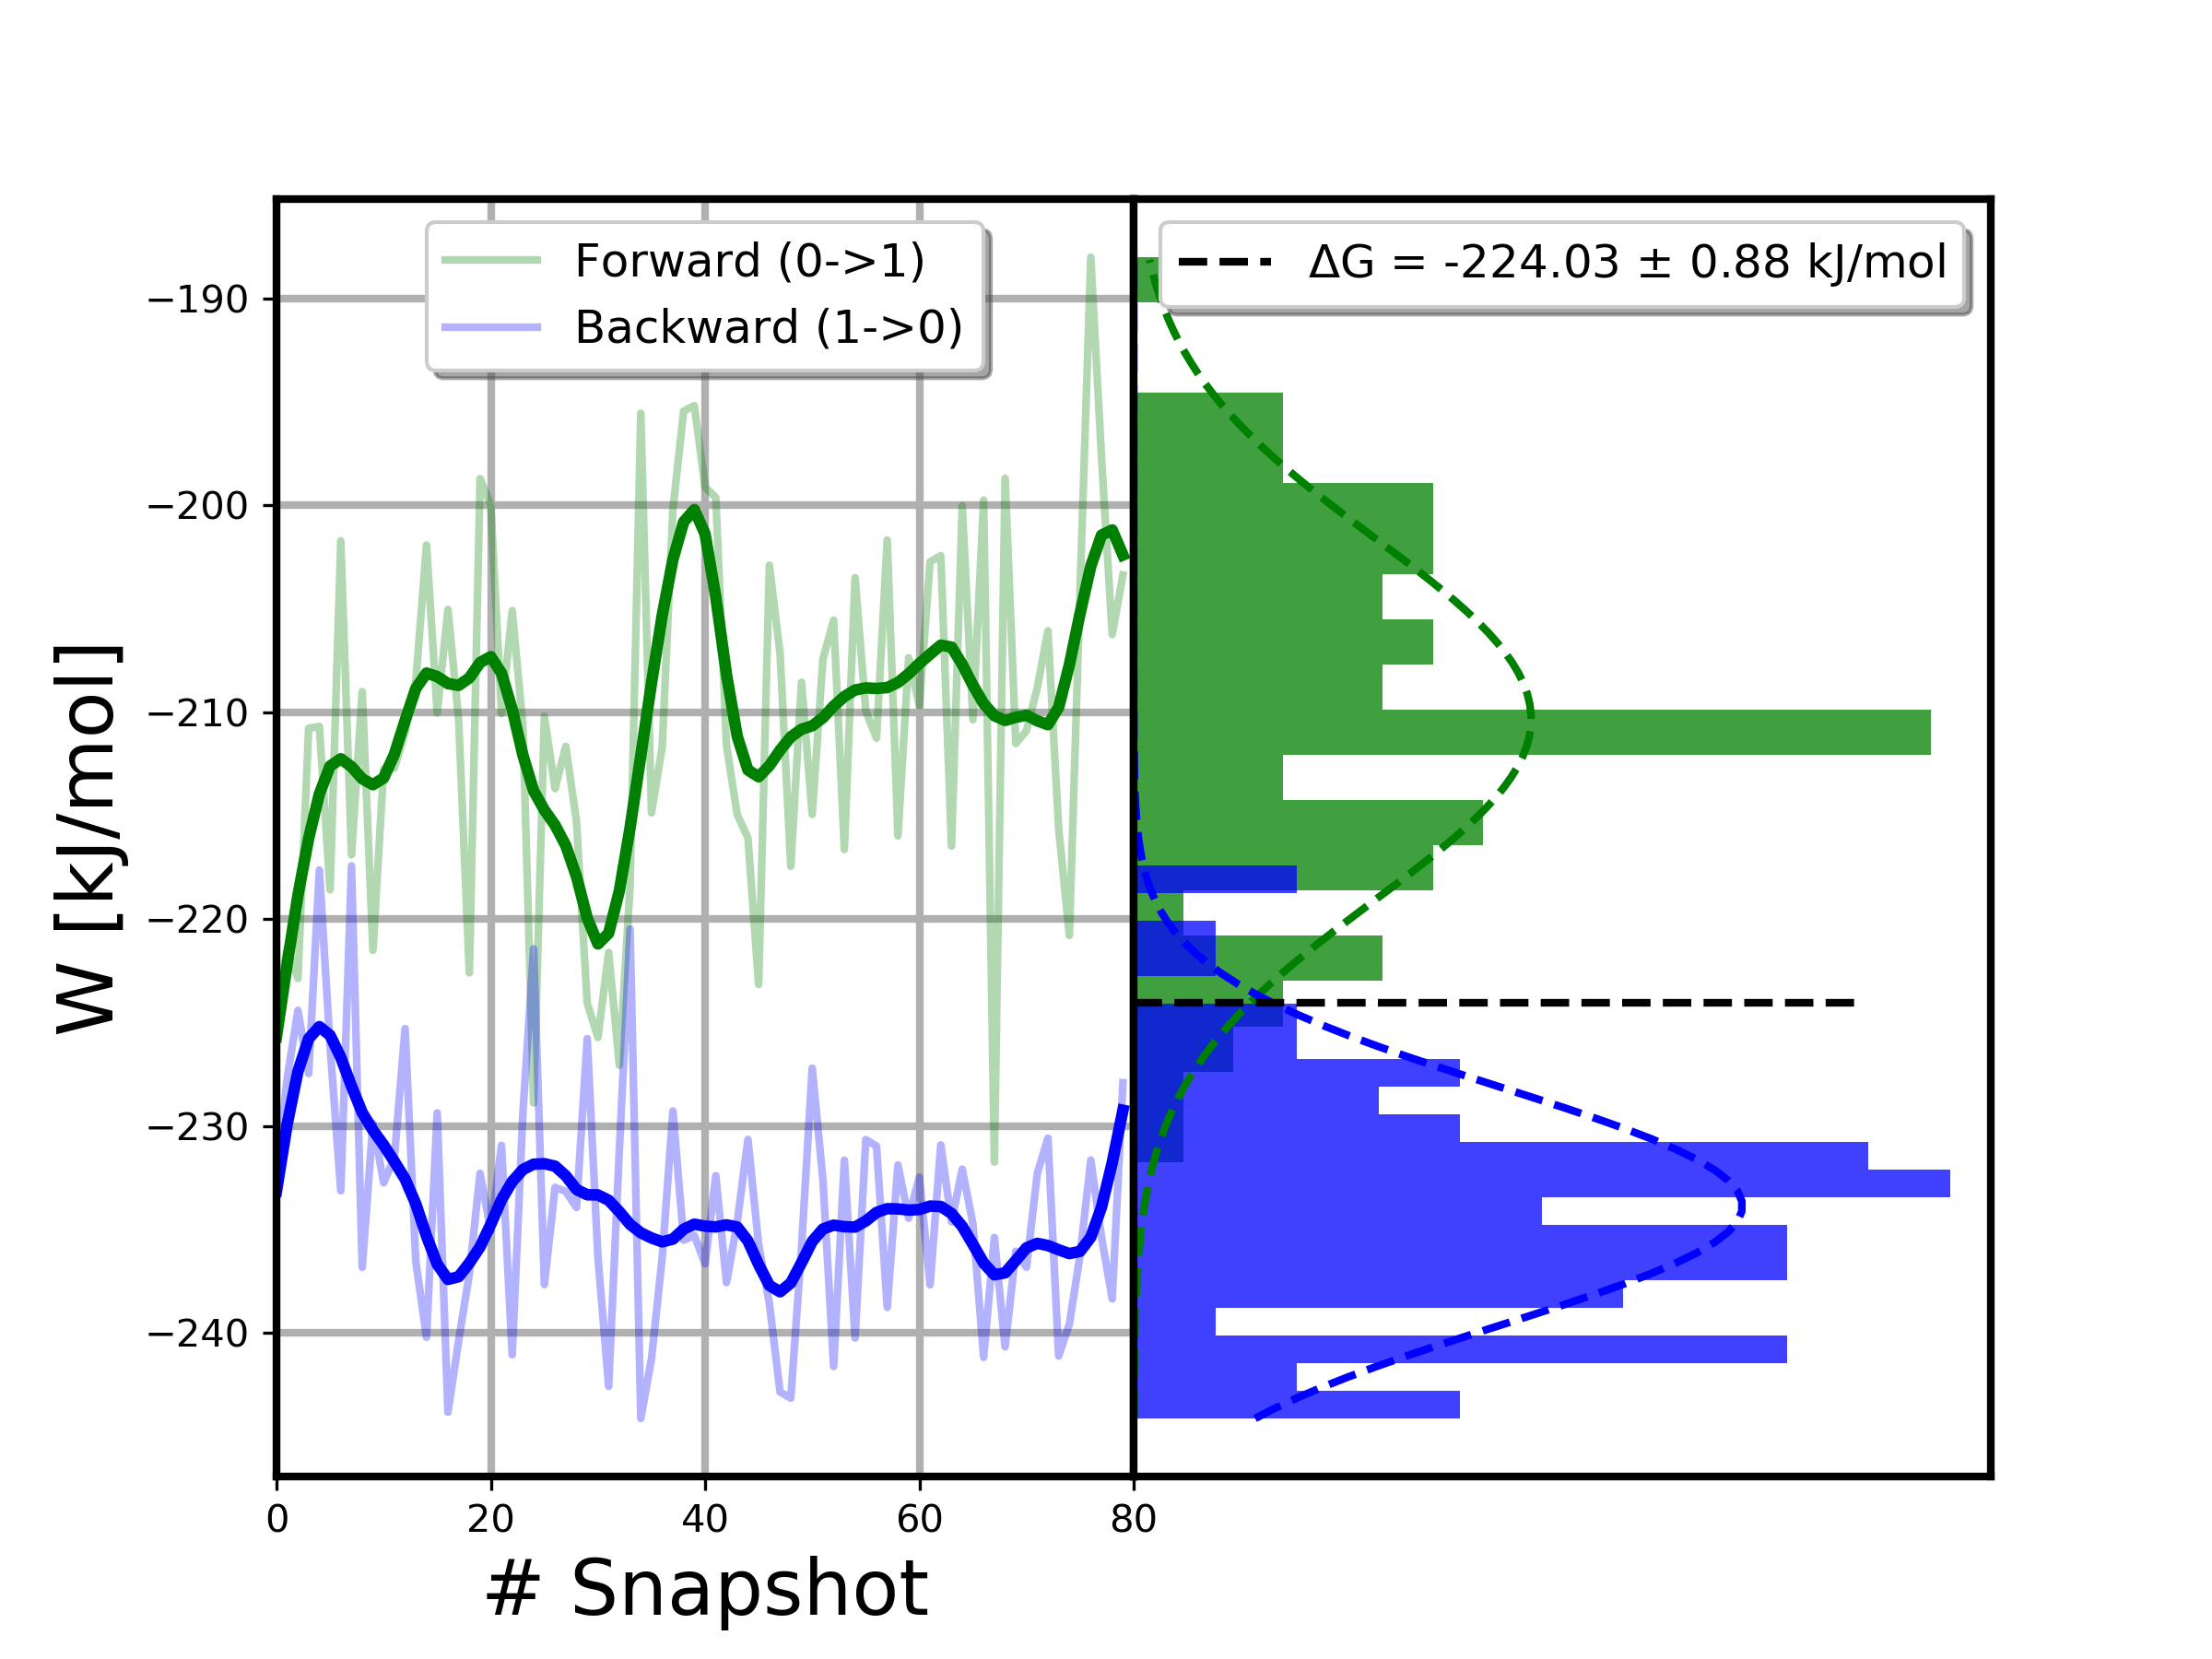 Forward (0->1)
Backward (1->0)
ΔG = -224.03 ± 0.88 kJ/mol
W [kJ/mol]
−190
−200
−210
−220
−230
−240
0 20 40 60 80
# Snapshot